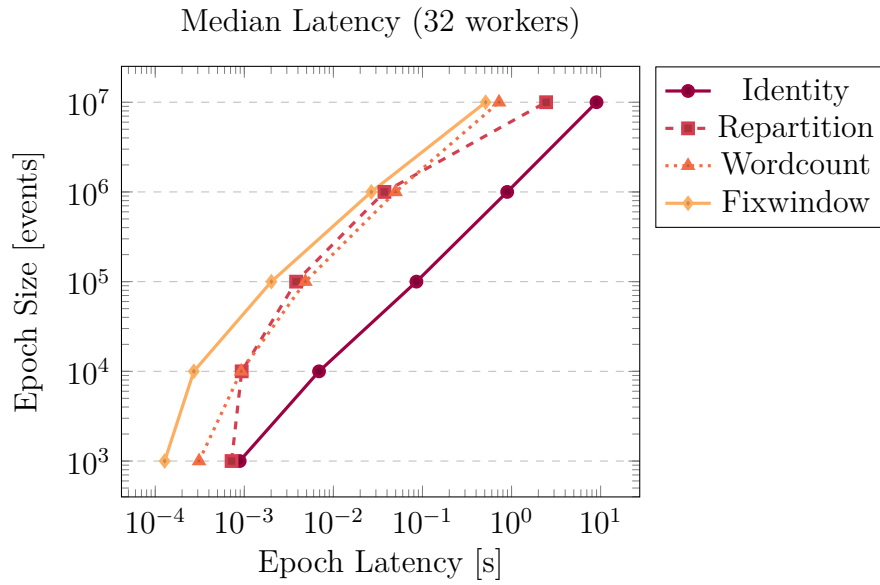 Median Latency (32 workers)
10^7
10^6
10^5
10^4
10^3
Epoch Size [events]
10^−4 10^−3 10^−2 10^−1 10^0 10^1
Epoch Latency [s]
Identity
Repartition
Wordcount
Fixwindow